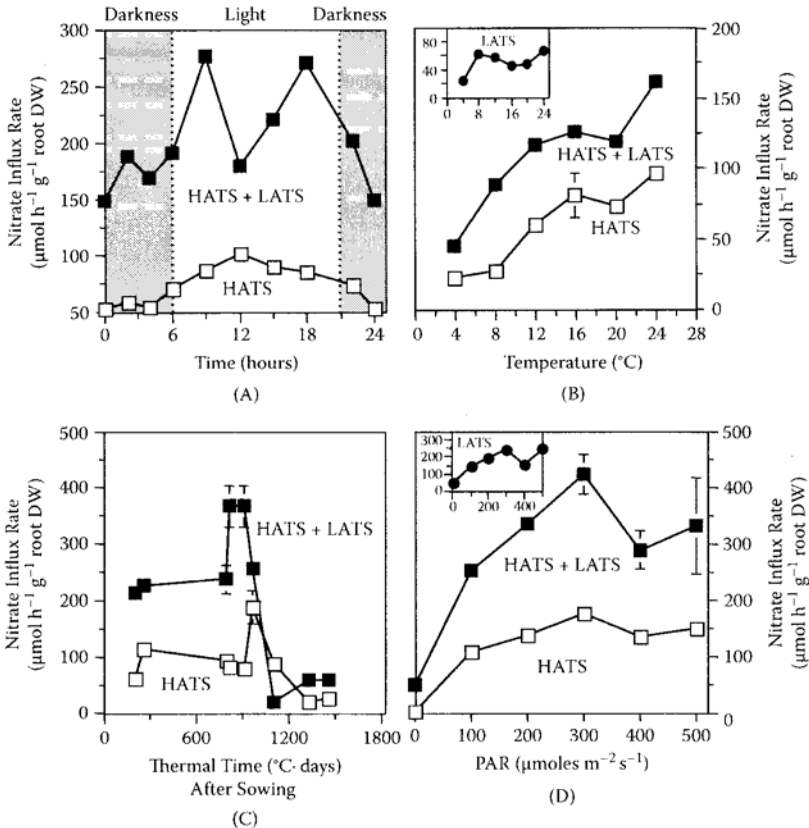 Darkness Light Darkness
300
250
200
150
100
50
Nitrate Influx Rate
(µmol h⁻¹ g⁻¹ root DW)
HATS + LATS
HATS
0 6 12 18 24
Time (hours)
(A)
LATS
80
60
40
0
0 8 16 24
200
150
100
50
0
Nitrate Influx Rate
(µmol h⁻¹ g⁻¹ root DW)
HATS + LATS
HATS
0 4 8 12 16 20 24 28
Temperature (°C)
(B)
500
400
300
200
100
0
Nitrate Influx Rate
(µmol h⁻¹ g⁻¹ root DW)
HATS + LATS
HATS
0 600 1200 1800
Thermal Time (°C· days)
After Sowing
(C)
LATS
300
250
200
150
100
0
0 200 400
500
400
300
200
100
0
Nitrate Influx Rate
(µmol h⁻¹ g⁻¹ root DW)
HATS + LATS
HATS
0 100 200 300 400 500
PAR (µmoles m⁻² s⁻¹)
(D)